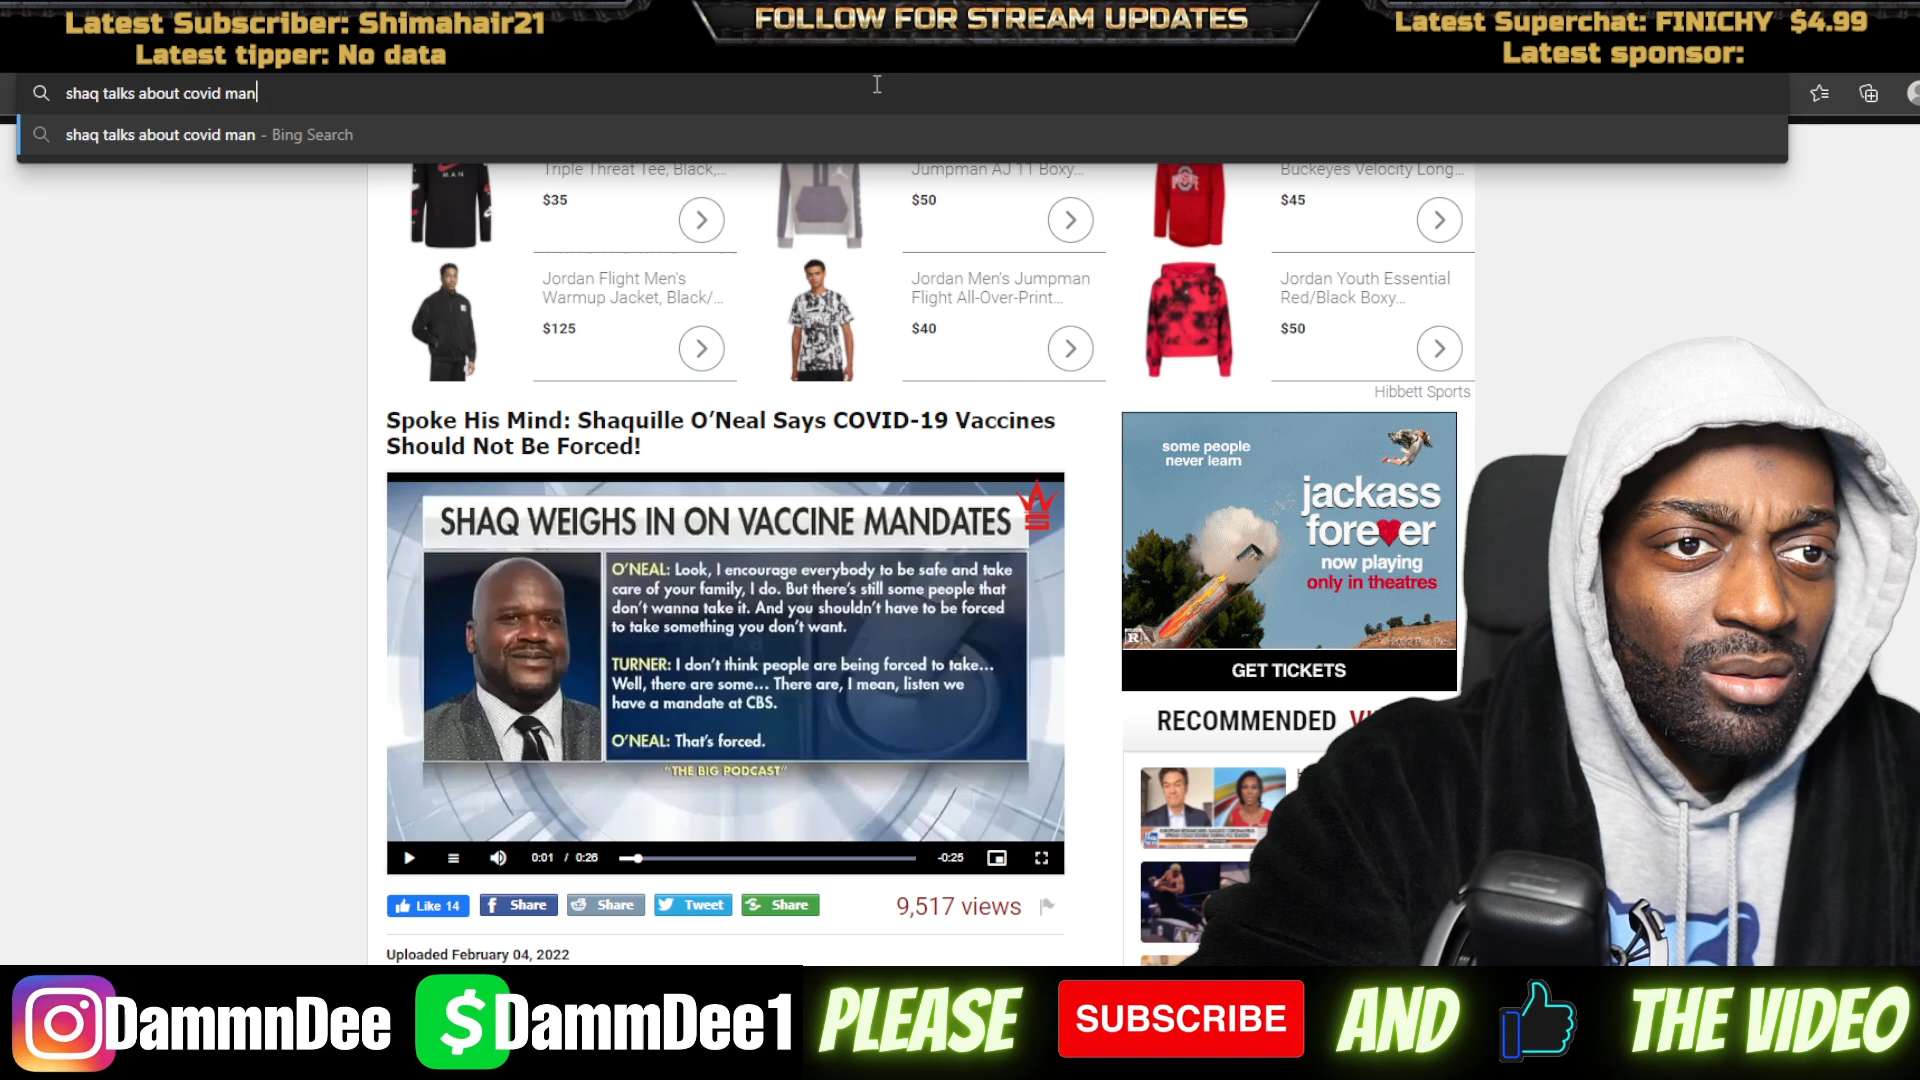 Latest Subscriber: Shimahair21
Latest tipper: No data
FOLLOW FOR STREAM UPDATES
Latest Superchat: FINICHY $4.99
Latest sponsor:
shaq talks about covid man
shaq talks about covid man - Bing Search
Triple Threat Tee, Black,...
$35
Jumpman AJ 11 Boxy...
$50
Buckeyes Velocity Long...
$45
Jordan Flight Men's
Warmup Jacket, Black/...
$125
Jordan Men's Jumpman
Flight All-Over-Print...
$40
Jordan Youth Essential
Red/Black Boxy...
$50
Hibbett Sports
Spoke His Mind: Shaquille O’Neal Says COVID-19 Vaccines
Should Not Be Forced!
SHAQ WEIGHS IN ON VACCINE MANDATES
O'NEAL: Look, I encourage everybody to be safe and take
care of your family, I do. But there's still some people that
don't wanna take it. And you shouldn't have to be forced
to take something you don't want.
TURNER: I don't think people are being forced to take...
Well, there are some... There are, I mean, listen we
have a mandate at CBS.
O'NEAL: That's forced.
"THE BIG PODCAST"
0:01 / 0:26
-0:25
Like 14
Share
Share
Tweet
Share
9,517 views
Uploaded February 04, 2022
some people
never learn
jackass
forever
now playing
only in theatres
GET TICKETS
RECOMMENDED
DammnDee
DammDee1
PLEASE
SUBSCRIBE
AND
THE VIDEO